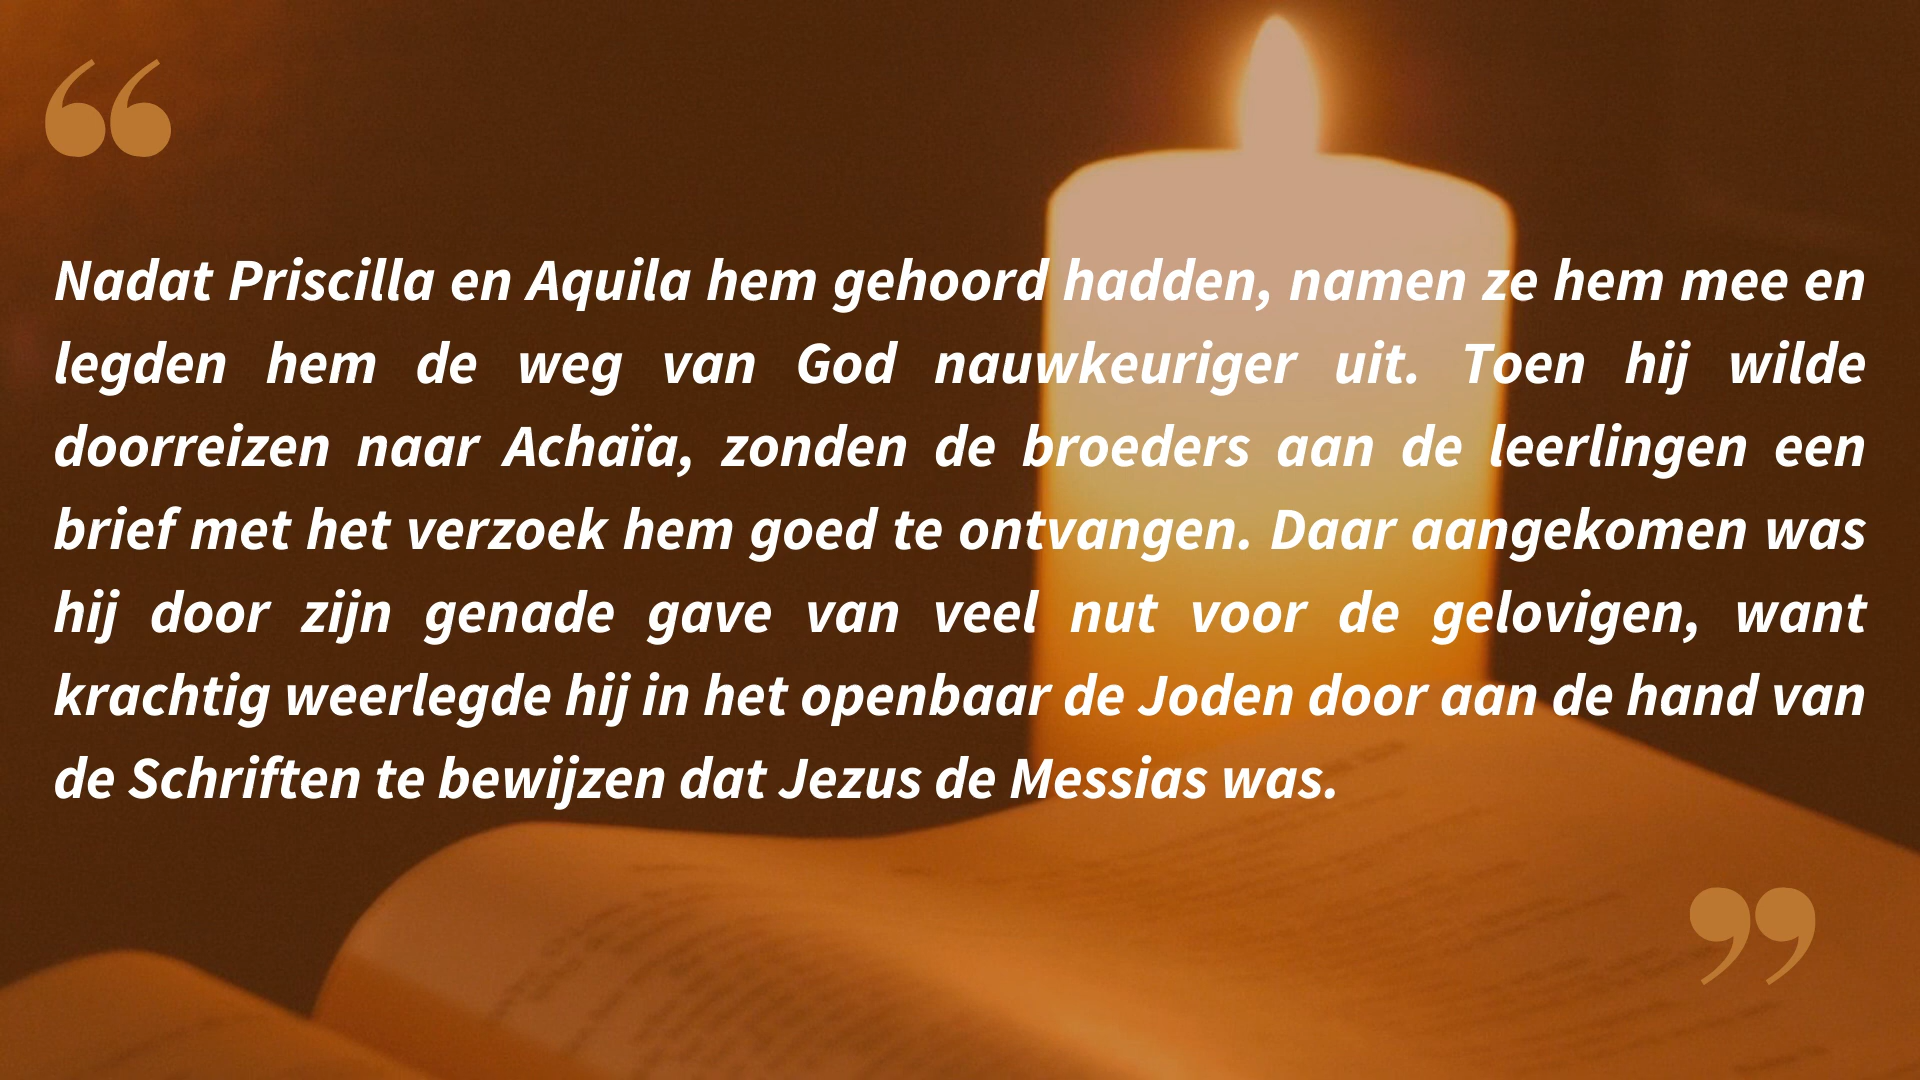 “
Nadat Priscilla en Aquila hem gehoord hadden, namen ze hem mee en
legden hem de weg van God nauwkeuriger uit. Toen hij wilde
doorreizen naar Achaïa, zonden de broeders aan de leerlingen een
brief met het verzoek hem goed te ontvangen. Daar aangekomen was
hij door zijn genade gave van veel nut voor de gelovigen, want
krachtig weerlegde hij in het openbaar de Joden door aan de hand van
de Schriften te bewijzen dat Jezus de Messias was.
”